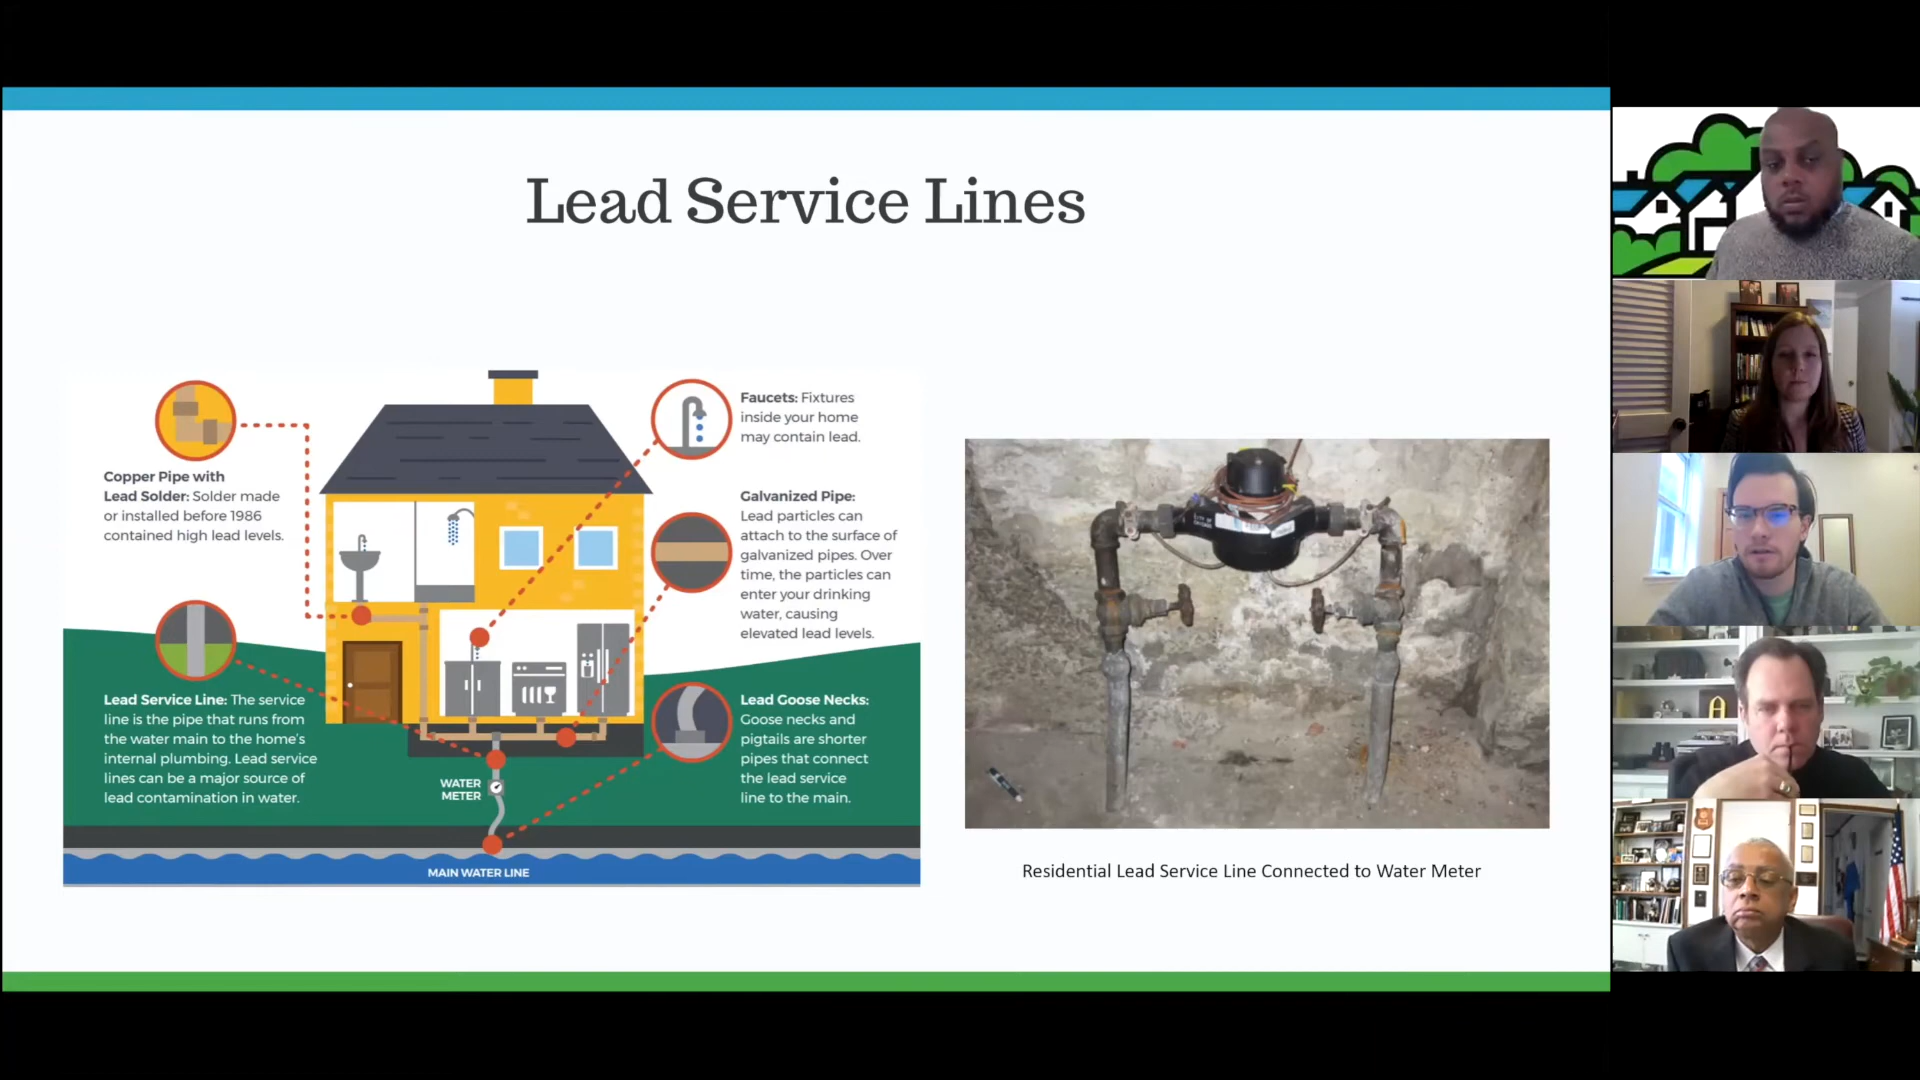 Lead Service Lines
Copper Pipe with
Lead Solder: Solder made
or installed before 1986
contained high lead levels.
Faucets: Fixtures
inside your home
may contain lead.
Galvanized Pipe:
Lead particles can
attach to the surface of
galvanized pipes. Over
time, the particles can
enter your drinking
water, causing
elevated lead levels.
Lead Service Line: The service
line is the pipe that runs from
the water main to the home's
internal plumbing. Lead service
lines can be a major source of
lead contamination in water.
WATER
METER
Lead Goose Necks:
Goose necks and
pigtails are shorter
pipes that connect
the lead service
line to the main.
MAIN WATER LINE
Residential Lead Service Line Connected to Water Meter